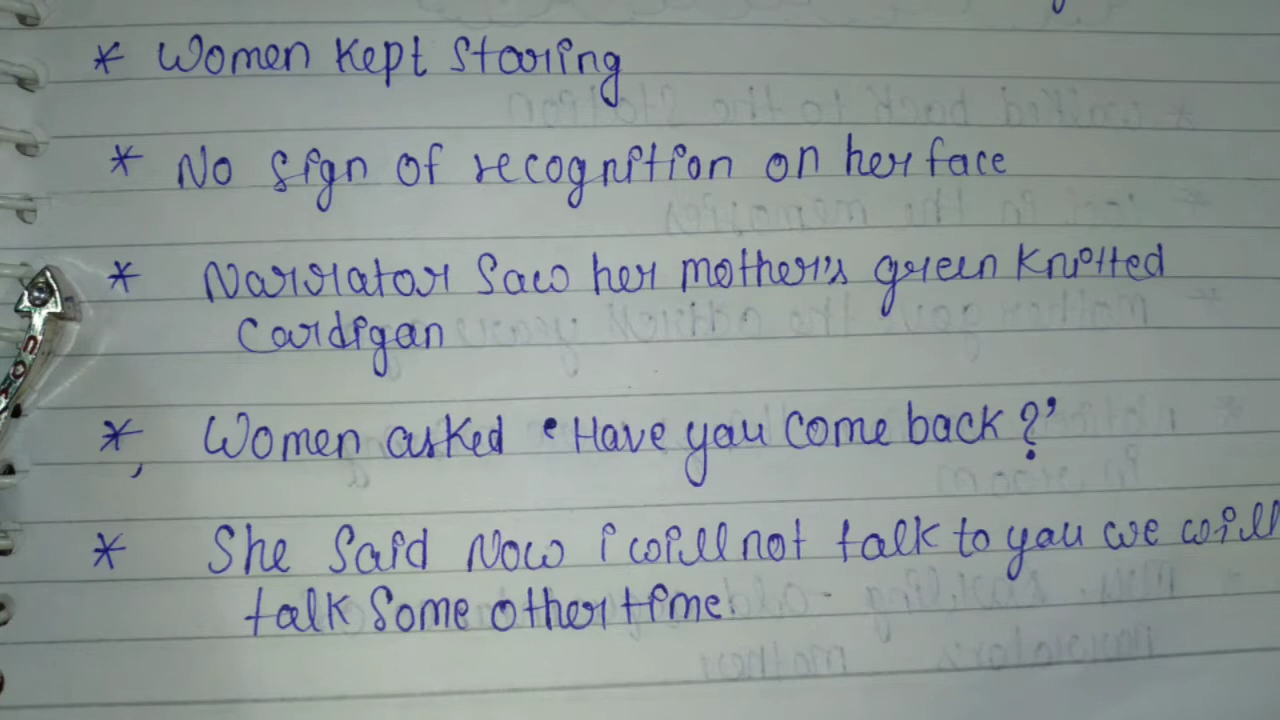 * Women kept staring
* No sign of recognition on her face
* Narrator saw her mother's green knitted
cardigan
* Women asked 'Have you come back?'
* She said Now i will not talk to you we will
talk some other time.